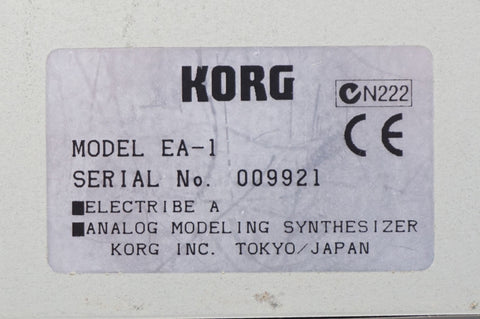 KORG
N222
CE
MODEL EA-1
SERIAL No. 009921
■ELECTRIBE A
■ANALOG MODELING SYNTHESIZER
KORG INC. TOKYO/JAPAN